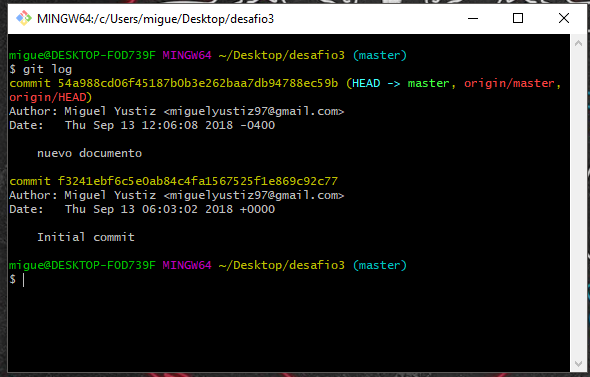 MINGW64:/c/Users/migue/Desktop/desafio3
migue@DESKTOP-FOD739F MINGW64 ~/Desktop/desafio3 (master)
$ git log
commit 54a988cd06f45187b0b3e262baa7db94788ec59b (HEAD -> master, origin/master,
origin/HEAD)
Author: Miguel Yustiz <miguelyustiz97@gmail.com>
Date:   Thu Sep 13 12:06:08 2018 -0400
    nuevo documento
commit f3241ebf6c5e0ab84c4fa1567525f1e869c92c77
Author: Miguel Yustiz <miguelyustiz97@gmail.com>
Date:   Thu Sep 13 06:03:02 2018 +0000
    Initial commit
migue@DESKTOP-FOD739F MINGW64 ~/Desktop/desafio3 (master)
$